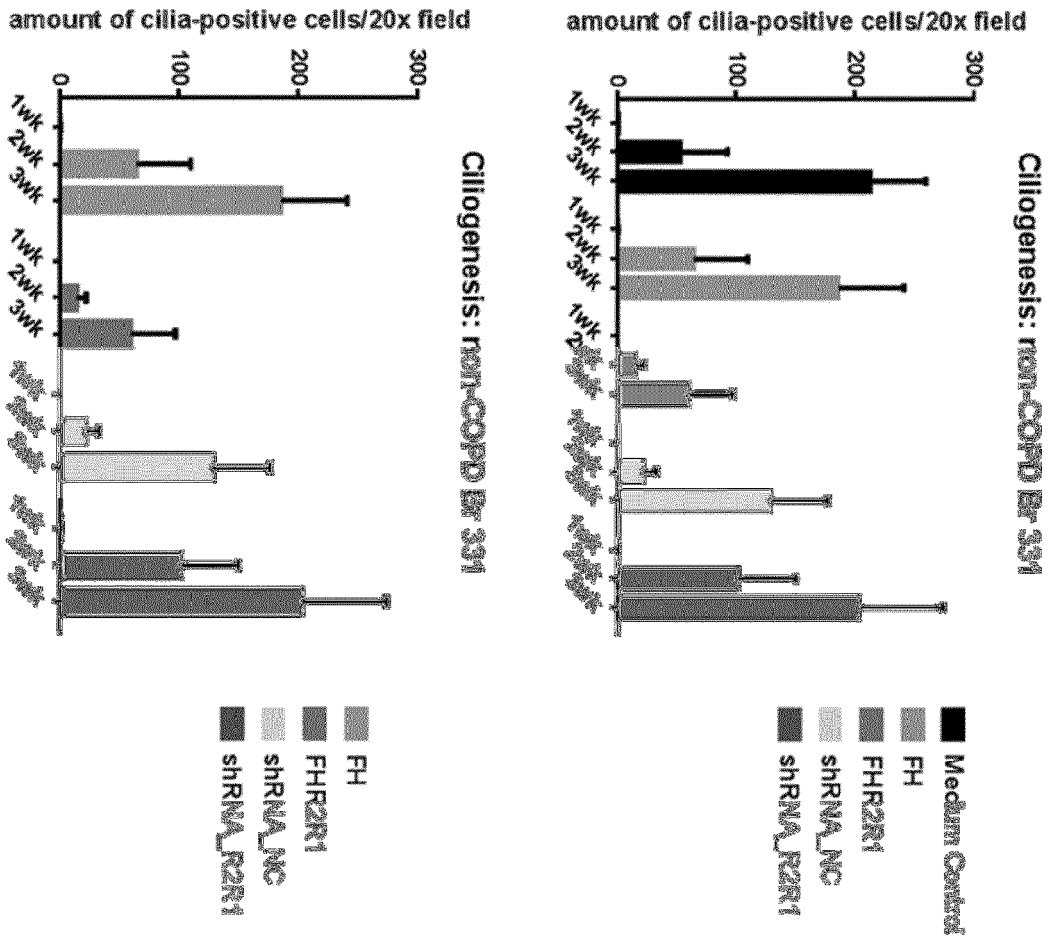 Ciliogenesis: non-COPD Br 331
amount of cilia-positive cells/20x field
300
200
100
0
1wk
2wk
3wk
1wk
2wk
3wk
1wk
Medium Control
FH
FHR2R1
shRNA_NC
shRNA_R2R1
Ciliogenesis: non-COPD Br 331
amount of cilia-positive cells/20x field
300
200
100
0
1wk
2wk
3wk
1wk
2wk
3wk
FH
FHR2R1
shRNA_NC
shRNA_R2R1